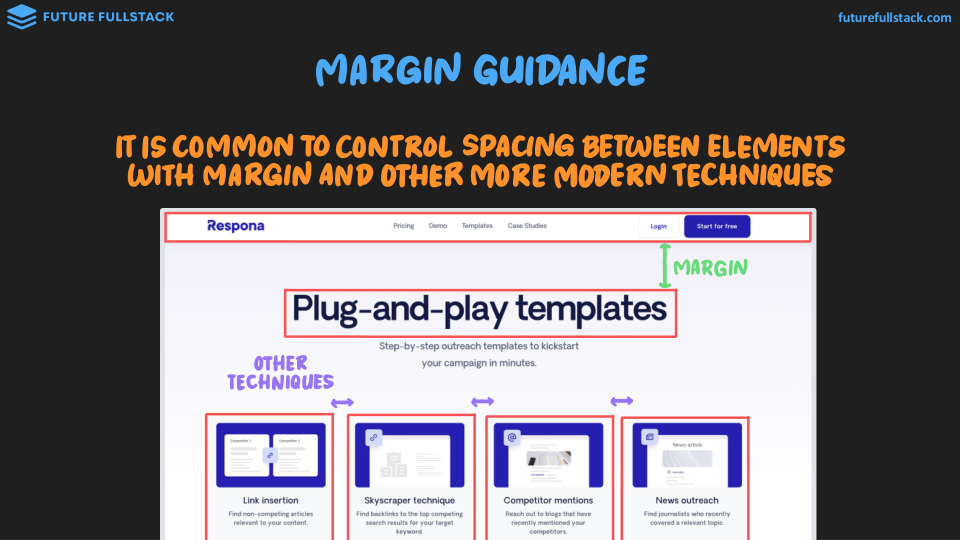 FUTURE FULLSTACK
futurefullstack.com
MARGIN GUIDANCE
IT IS COMMON TO CONTROL SPACING BETWEEN ELEMENTS
WITH MARGIN AND OTHER MORE MODERN TECHNIQUES
Respona
Pricing Demo Templates Case Studies
Login
Start for free
MARGIN
Plug-and-play templates
Step-by-step outreach templates to kickstart
your campaign in minutes.
OTHER
TECHNIQUES
Competitor 1
Competitor 2
Link insertion
Find non-competing articles
relevant to your content.
Skyscraper technique
Find backlinks to the top competing
search results for your target
keyword.
Competitor mentions
Reach out to blogs that have
recently mentioned your
competitors.
News article
News outreach
Find journalists who recently
covered a relevant topic.